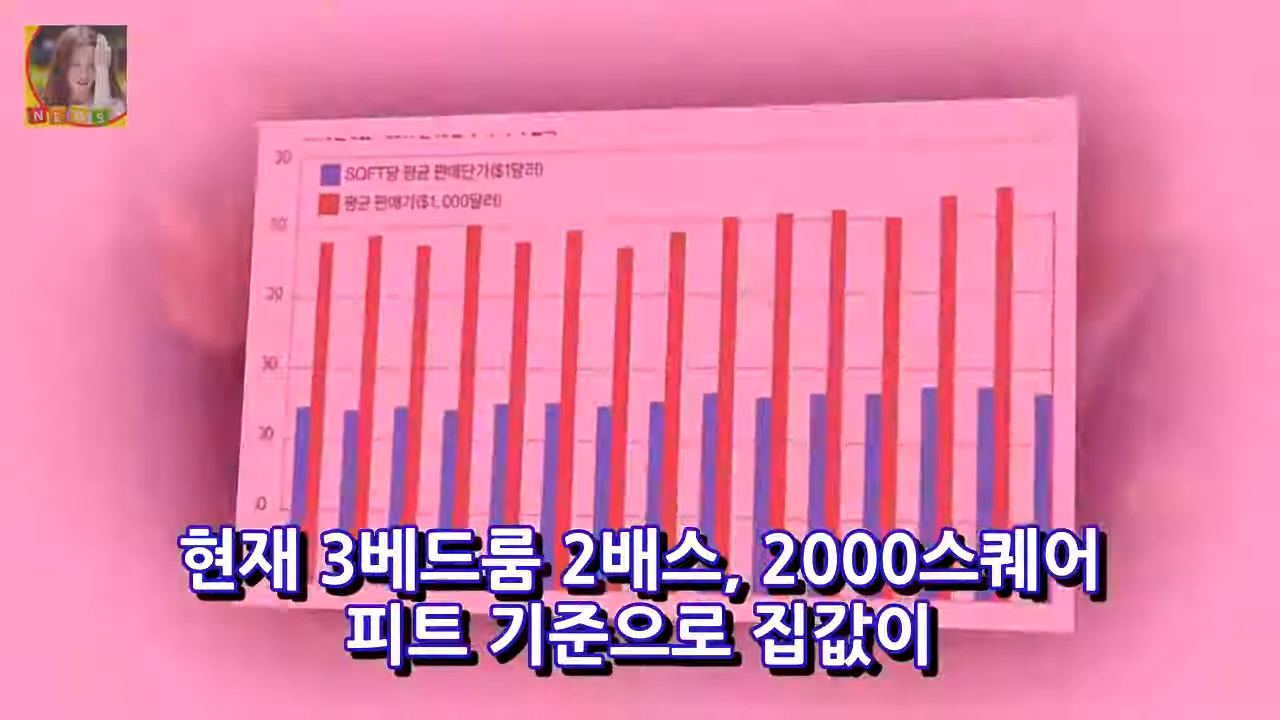 NEWS
30
SQFT당 평균 판매단가($1달러)
평균 판매가($1,000달러)
현재 3베드룸 2배스, 2000스퀘어
피트 기준으로 집값이